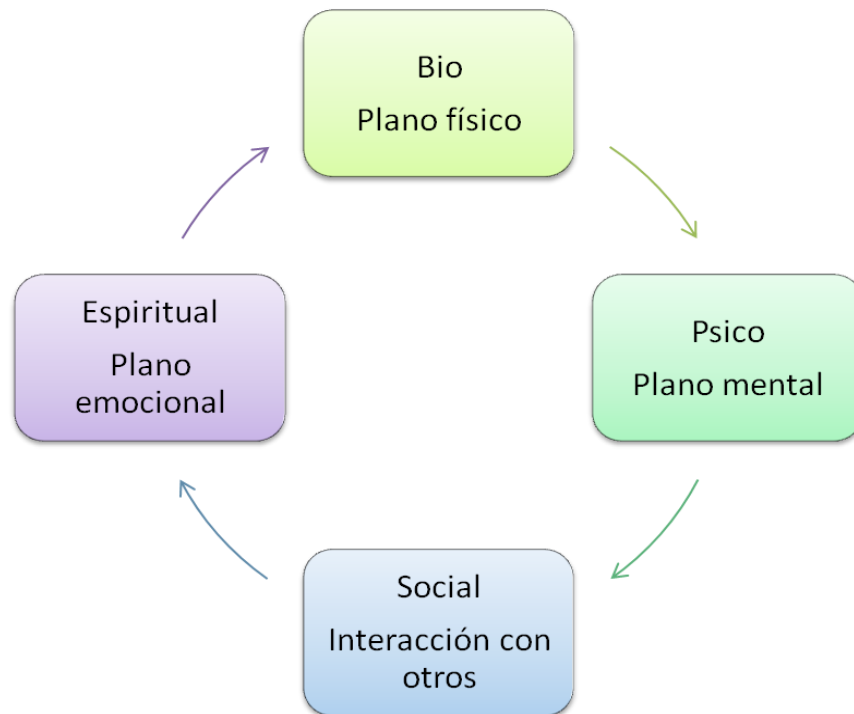 Bio
Plano físico
Psico
Plano mental
Social
Interacción con
otros
Espiritual
Plano
emocional